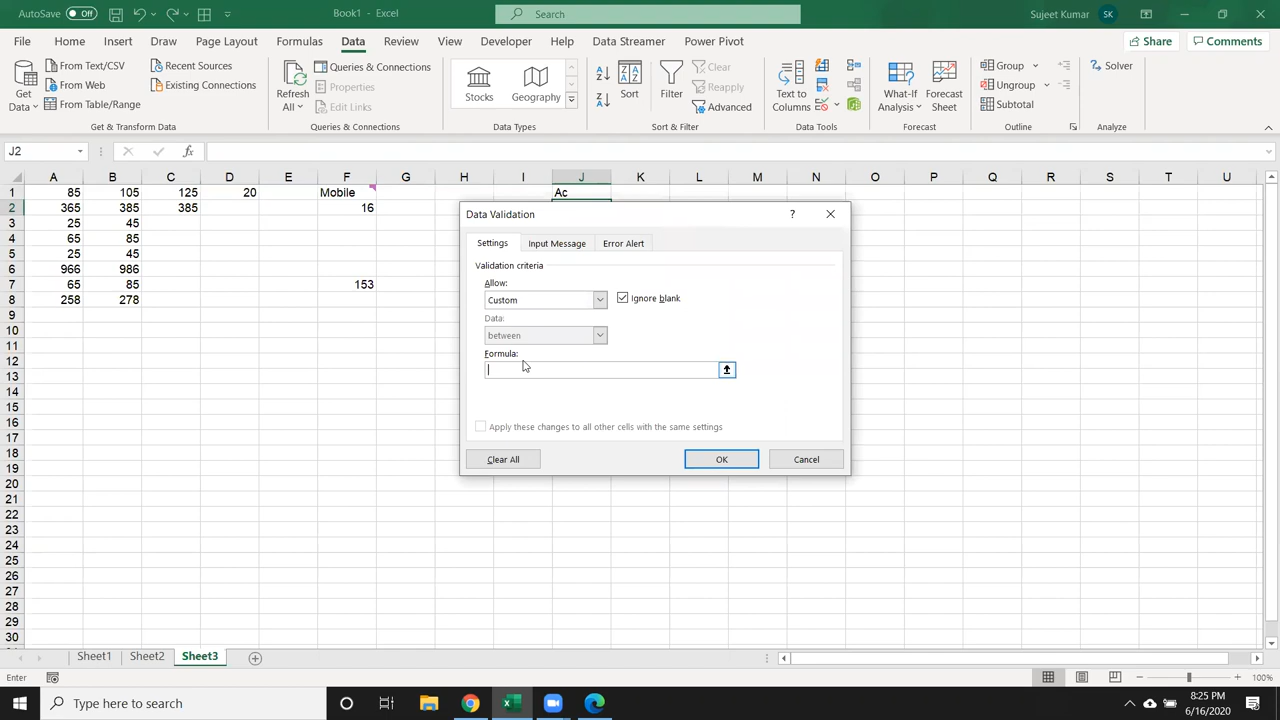 AutoSave Off Book1 - Excel Search Sujeet Kumar SK
File Home Insert Draw Page Layout Formulas Data Review View Developer Help Data Streamer Power Pivot Share Comments
Get Data From Text/CSV Recent Sources Refresh All Queries & Connections Stocks Geography Sort Filter Clear Text to Columns What-If Analysis Forecast Sheet Group Solver
From Web Existing Connections Properties Reapply Ungroup
From Table/Range Edit Links Advanced Subtotal
Get & Transform Data Queries & Connections Data Types Sort & Filter Data Tools Forecast Outline Analyze
J2 fx
A B C D E F G H I J K L M N O P Q R S T U
1 85 105 125 20 Mobile Ac
2 365 385 385 16
3 25 45
4 65 85
5 25 45
6 966 986
7 65 85 153
8 258 278
9
10
11
12
13
14
15
16
17
18
19
20
21
22
23
24
25
26
27
28
29
30
Data Validation ?
Settings Input Message Error Alert
Validation criteria
Allow:
Custom Ignore blank
Data:
between
Formula:
Apply these changes to all other cells with the same settings
Clear All OK Cancel
Sheet1 Sheet2 Sheet3
Enter 100%
Type here to search 8:25 PM
6/16/2020